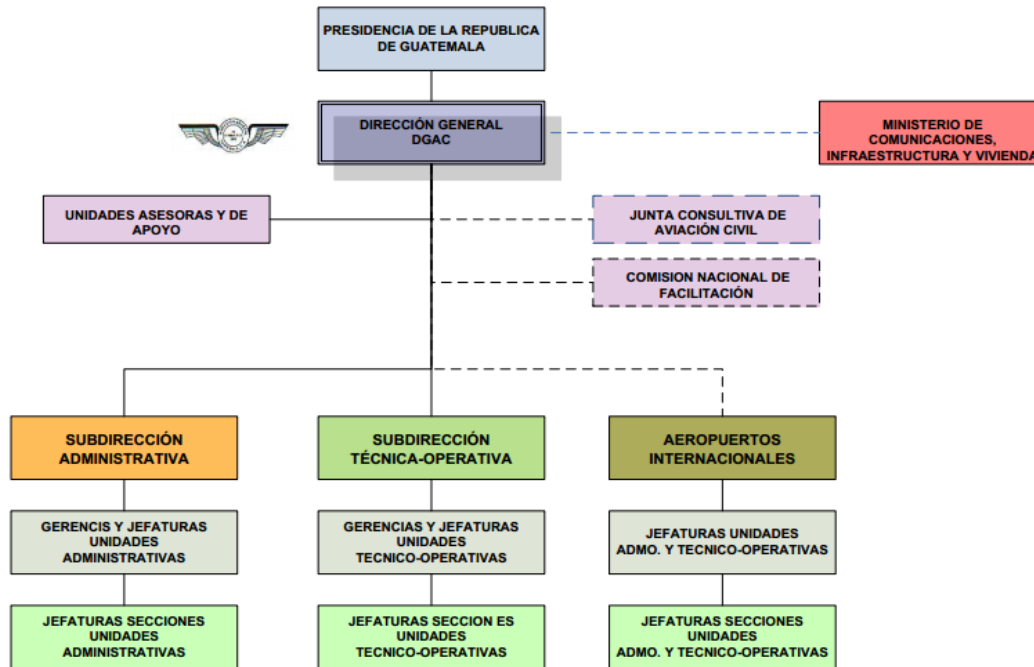 PRESIDENCIA DE LA REPUBLICA
DE GUATEMALA
DIRECCIÓN GENERAL
DGAC
MINISTERIO DE
COMUNICACIONES,
INFRAESTRUCTURA Y VIVIENDA
UNIDADES ASESORAS Y DE
APOYO
JUNTA CONSULTIVA DE
AVIACIÓN CIVIL
COMISION NACIONAL DE
FACILITACIÓN
SUBDIRECCIÓN
ADMINISTRATIVA
SUBDIRECCIÓN
TÉCNICA-OPERATIVA
AEROPUERTOS
INTERNACIONALES
GERENCIS Y JEFATURAS
UNIDADES
ADMINISTRATIVAS
GERENCIAS Y JEFATURAS
UNIDADES
TECNICO-OPERATIVAS
JEFATURAS UNIDADES
ADMO. Y TECNICO-OPERATIVAS
JEFATURAS SECCIONES
UNIDADES
ADMINISTRATIVAS
JEFATURAS SECCION ES
UNIDADES
TECNICO-OPERATIVAS
JEFATURAS SECCIONES
UNIDADES
ADMO. Y TECNICO-OPERATIVAS